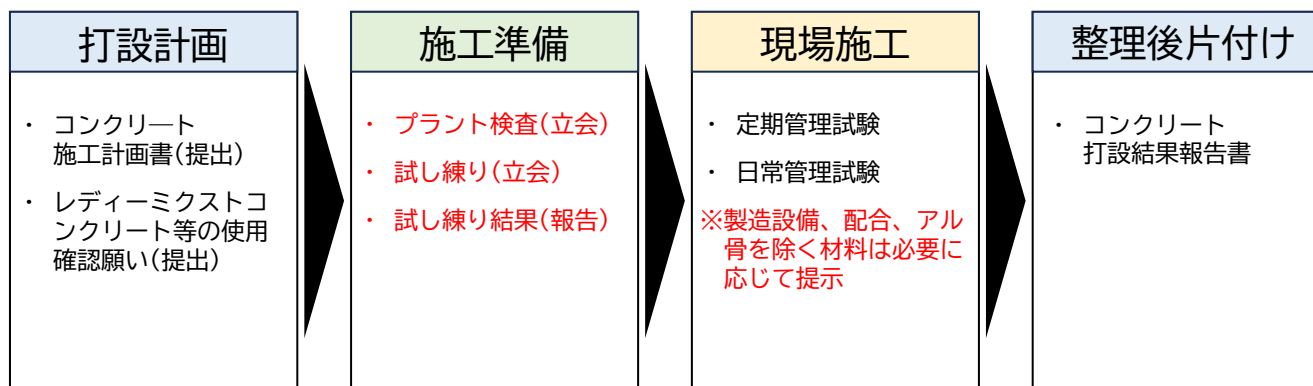 打設計画
・ コンクリート
施工計画書(提出)
・ レディーミクストコ
ンクリート等の使用
確認願い(提出)
施工準備
・ プラント検査(立会)
・ 試し練り(立会)
・ 試し練り結果(報告)
現場施工
・ 定期管理試験
・ 日常管理試験
※製造設備、配合、アル
骨を除く材料は必要に
応じて提示
整理後片付け
・ コンクリート
打設結果報告書